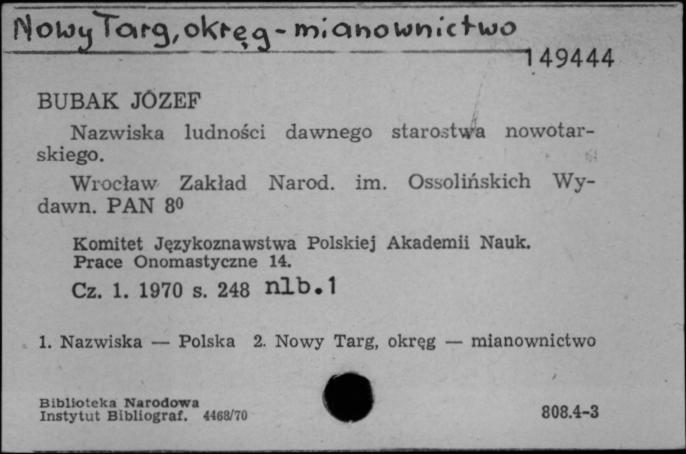 Nowy Targ, okręg - mianownictwo
149444
BUBAK JÓZEF
Nazwiska ludności dawnego starostwa nowotar-
skiego.
Wrocław Zakład Narod. im. Ossolińskich Wy-
dawn. PAN 8⁰
Komitet Językoznawstwa Polskiej Akademii Nauk.
Prace Onomastyczne 14.
Cz. 1. 1970 s. 248 nlb. 1
1. Nazwiska — Polska 2. Nowy Targ, okręg — mianownictwo
Biblioteka Narodowa
Instytut Bibliograf. 4468/70
808.4-3